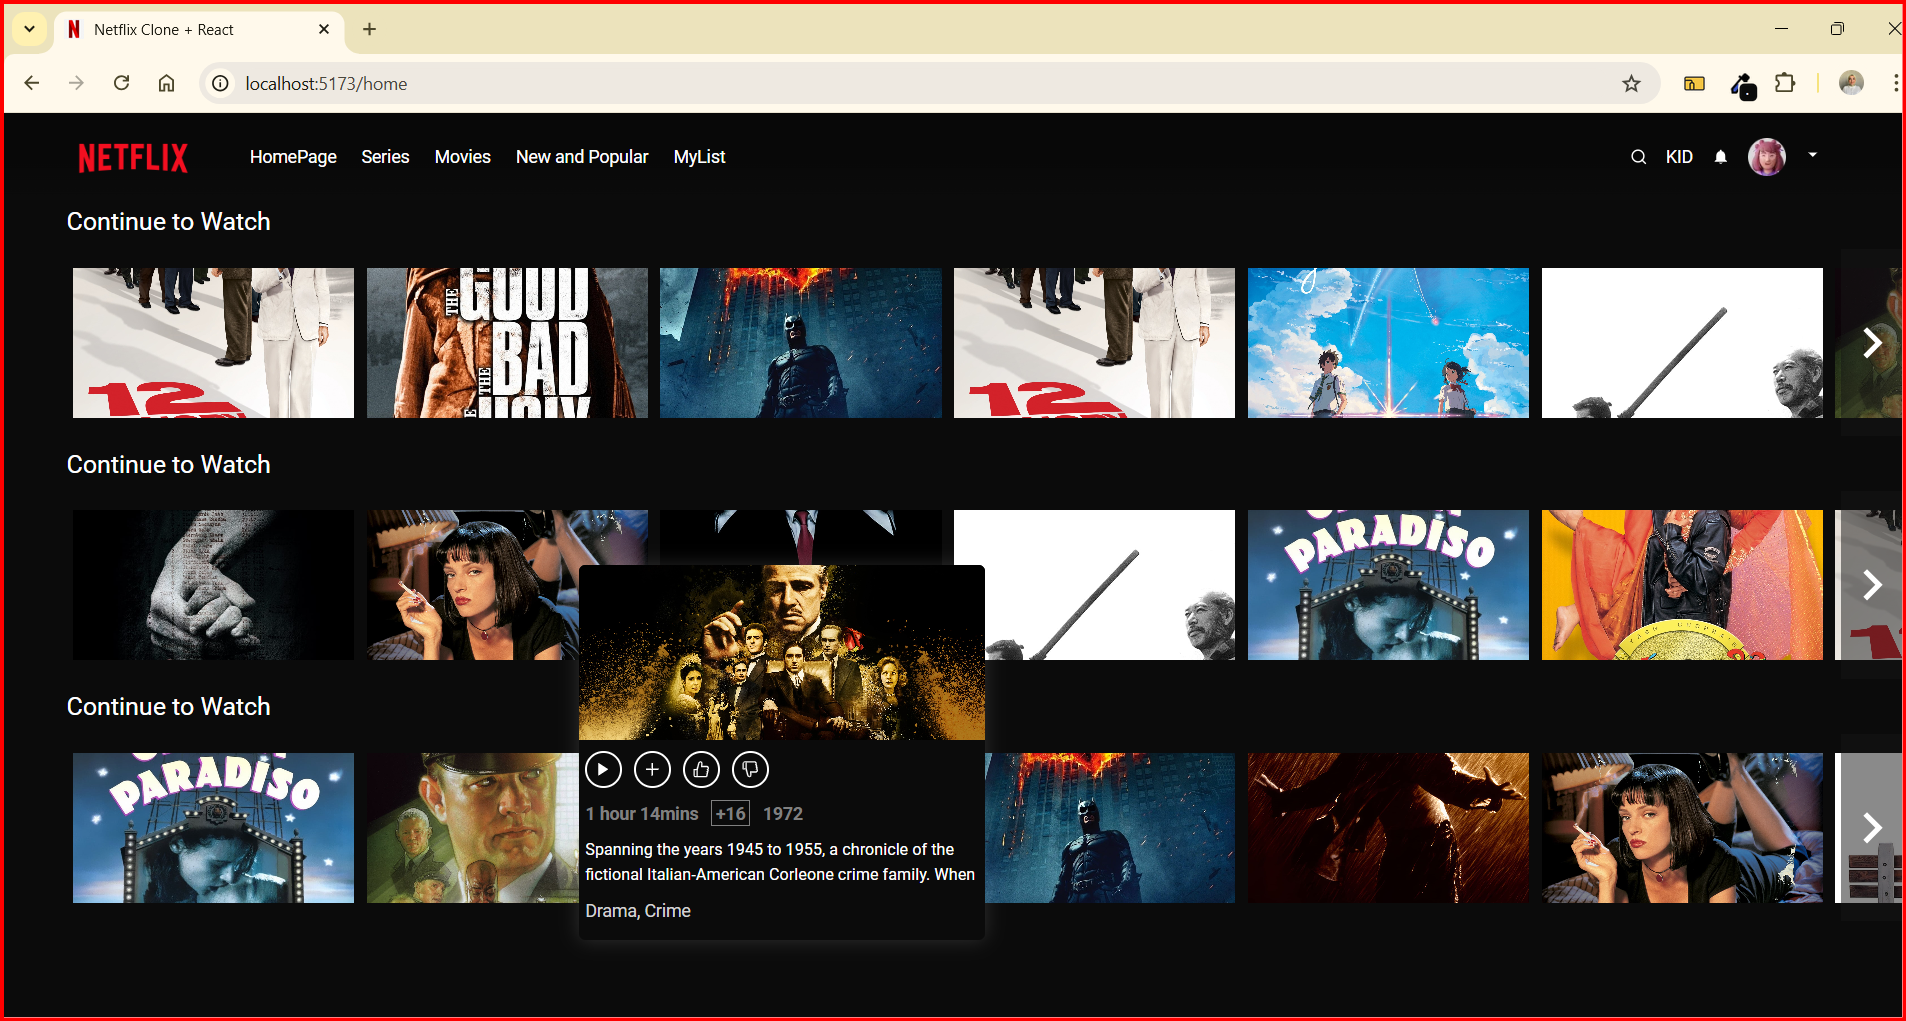 Netflix Clone + React
localhost:5173/home
NETFLIX
HomePage
Series
Movies
New and Popular
MyList
KID
Continue to Watch
12
THE
GOOD
BAD
THE
12
Continue to Watch
PARADISO
Continue to Watch
PARADISO
1 hour 14mins
+16
1972
Spanning the years 1945 to 1955, a chronicle of the
fictional Italian-American Corleone crime family. When
Drama, Crime